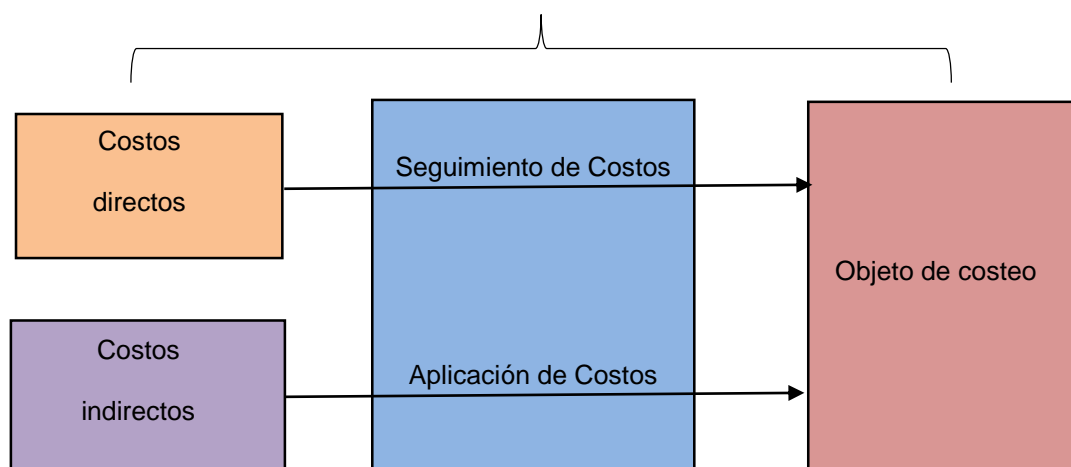 Costos
directos
Seguimiento de Costos
Objeto de costeo
Costos
indirectos
Aplicación de Costos